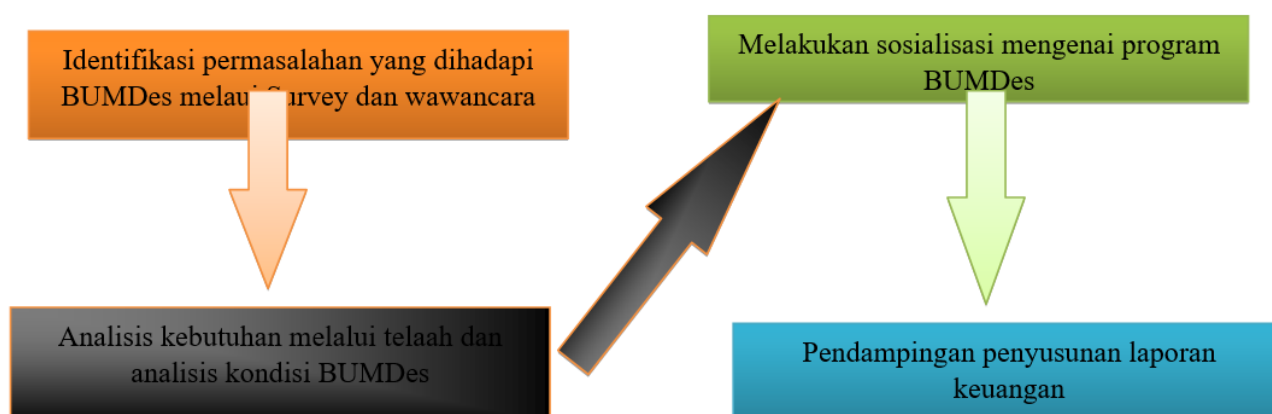 Identifikasi permasalahan yang dihadapi
BUMDes melaui Survey dan wawancara
Analisis kebutuhan melalui telaah dan
analisis kondisi BUMDes
Melakukan sosialisasi mengenai program
BUMDes
Pendampingan penyusunan laporan
keuangan